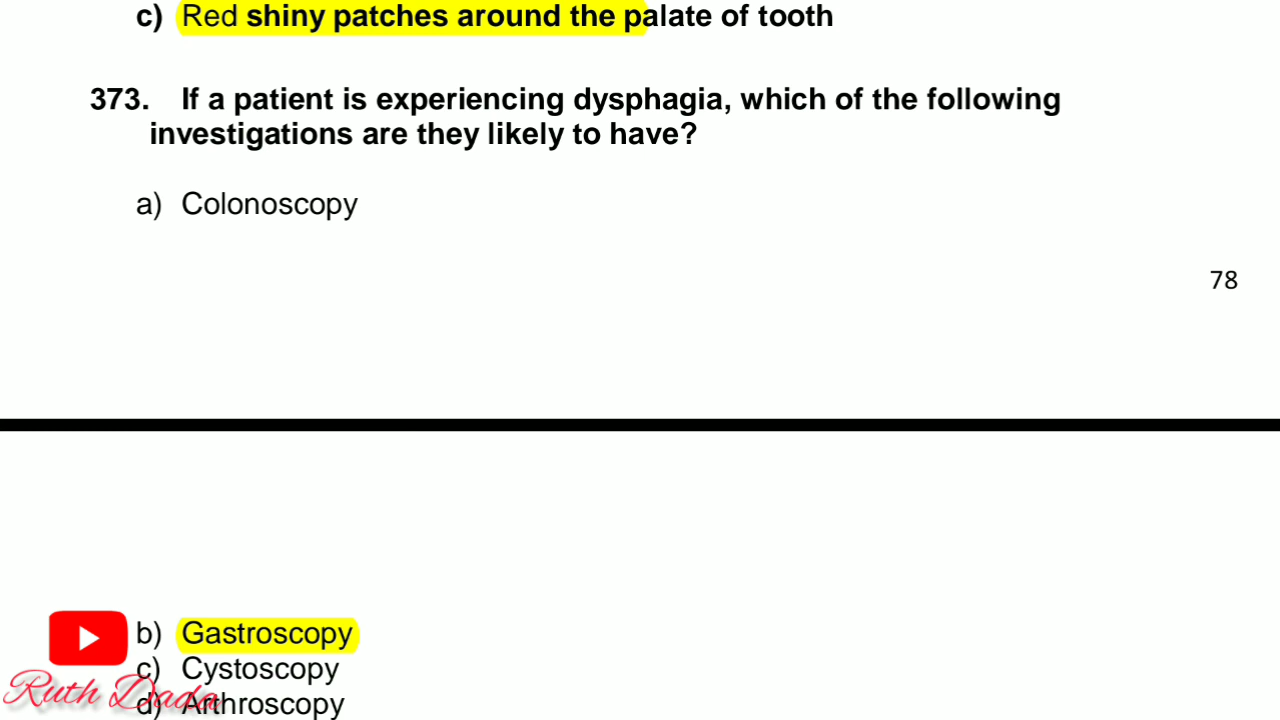 c) Red shiny patches around the palate of tooth
373. If a patient is experiencing dysphagia, which of the following
investigations are they likely to have?
a) Colonoscopy
78
b) Gastroscopy
c) Cystoscopy
Ruth Dada
d) Arthroscopy